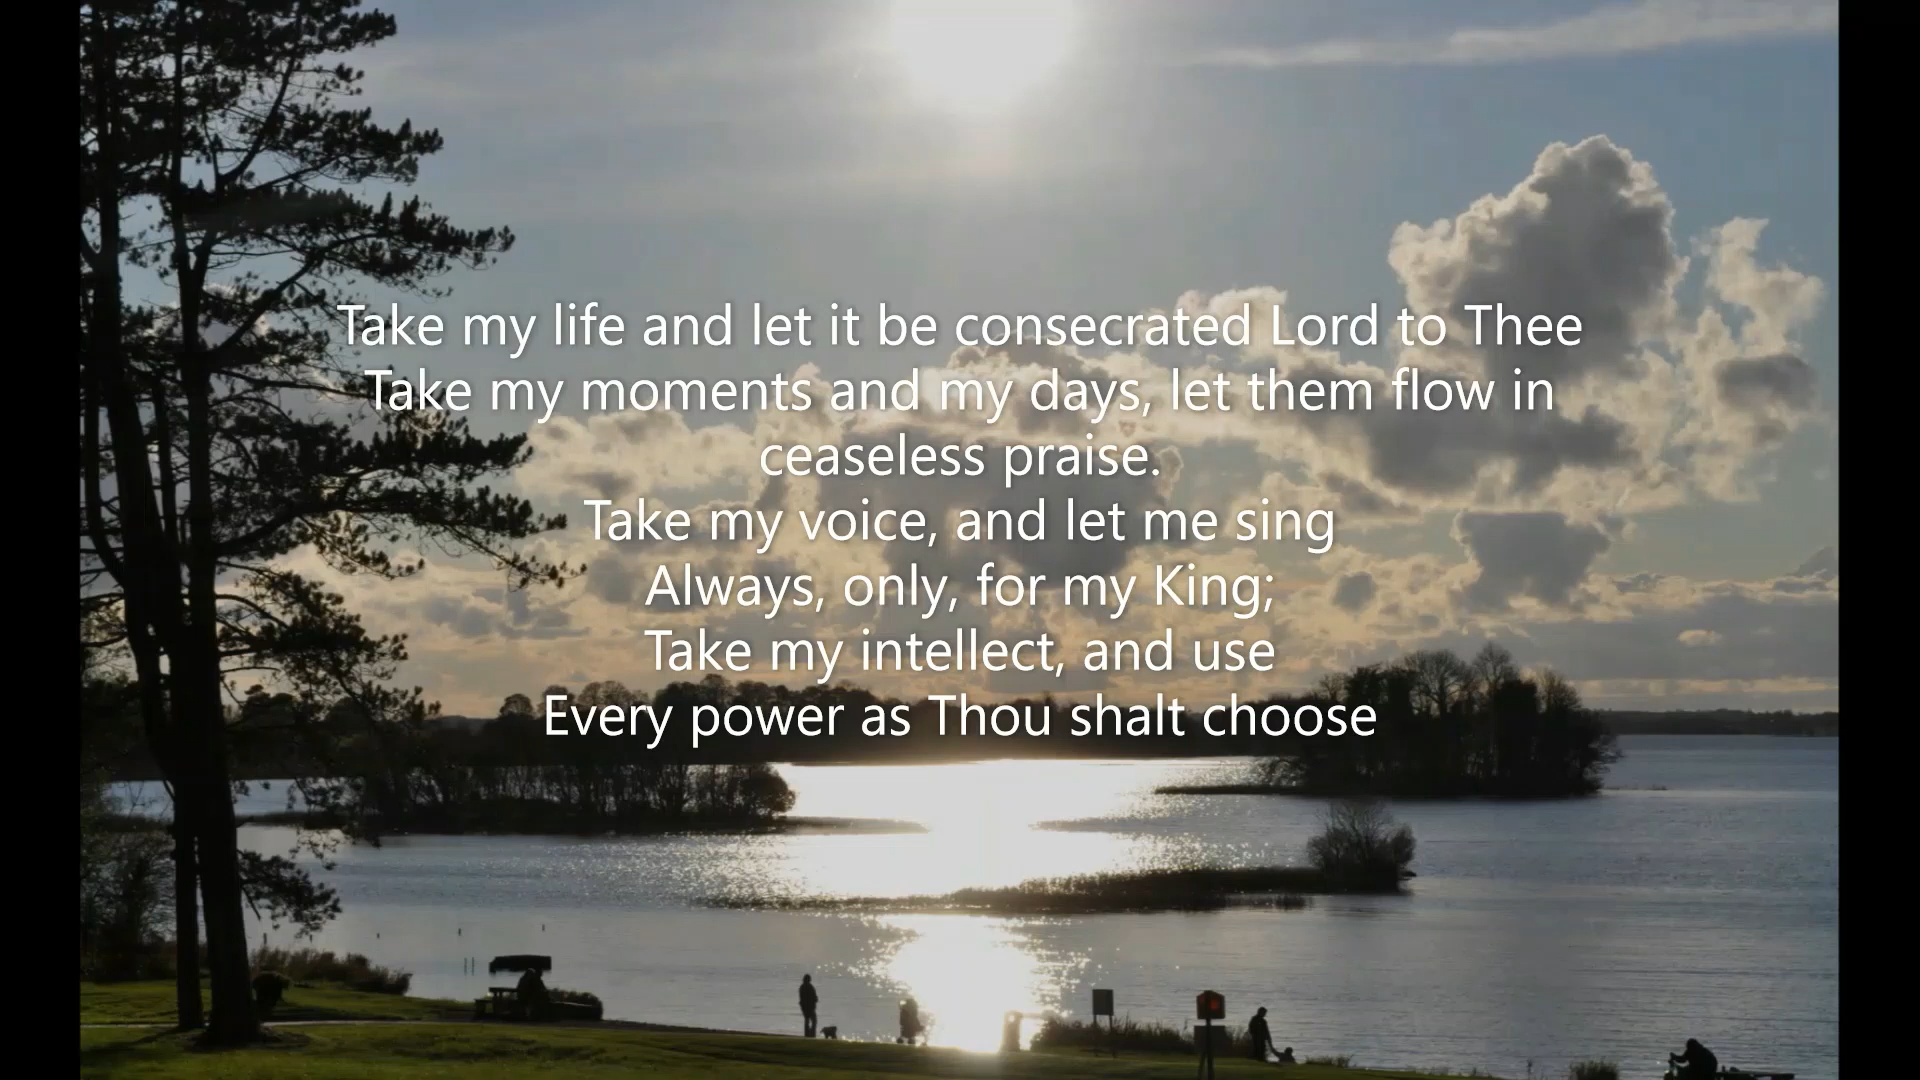 Take my life and let it be consecrated Lord to Thee
Take my moments and my days, let them flow in
ceaseless praise.
Take my voice, and let me sing
Always, only, for my King;
Take my intellect, and use
Every power as Thou shalt choose